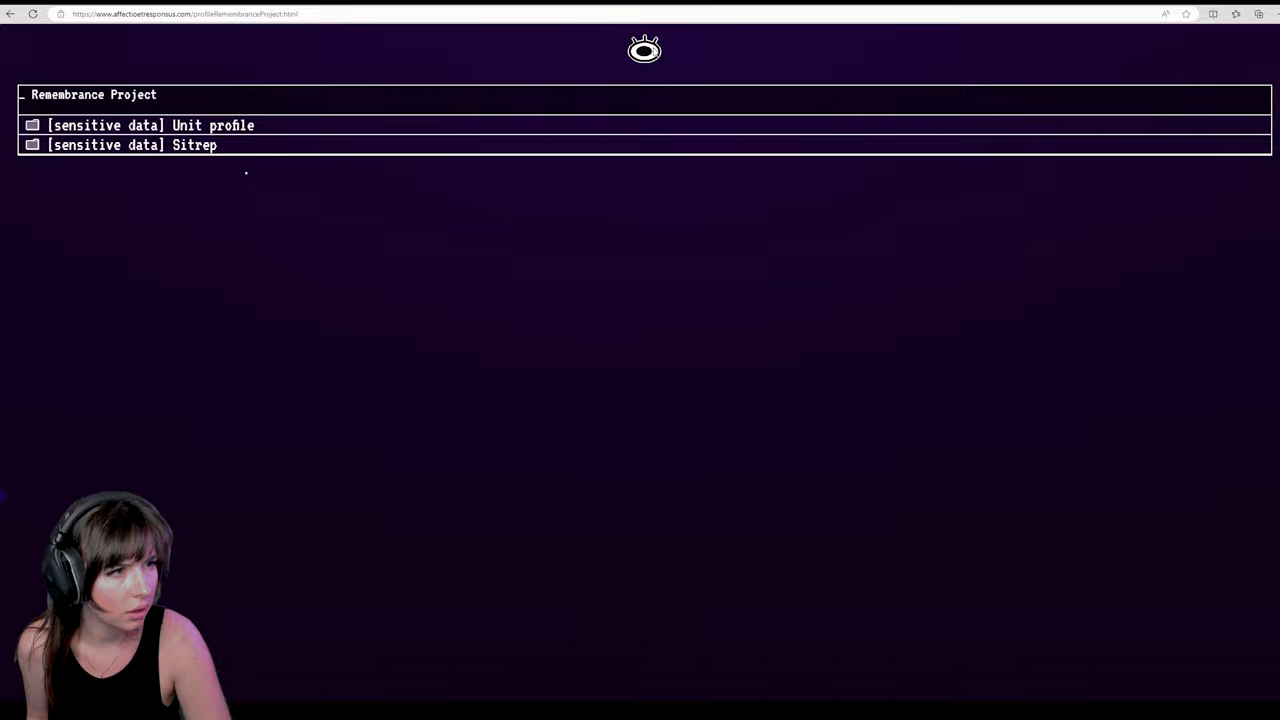 https://www.affectioetresponsus.com/profileRemembranceProject.html
_ Remembrance Project
[sensitive data] Unit profile
[sensitive data] Sitrep